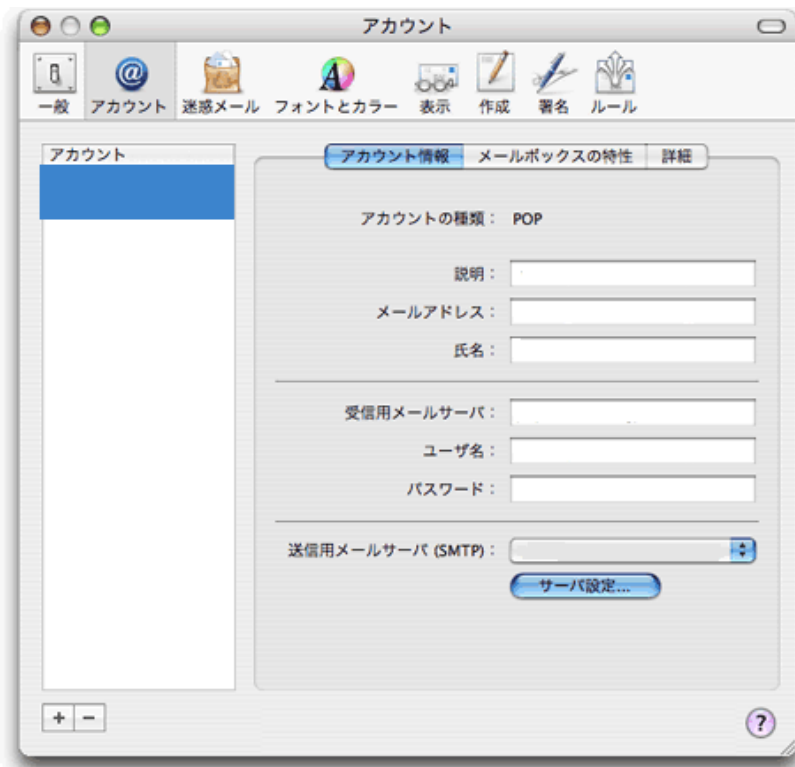 アカウント
一般 アカウント 迷惑メール フォントとカラー 表示 作成 署名 ルール
アカウント
アカウント情報 メールボックスの特性 詳細
アカウントの種類： POP
説明：
メールアドレス：
氏名：
受信用メールサーバ：
ユーザ名：
パスワード：
送信用メールサーバ (SMTP)：
サーバ設定...
+ −
?